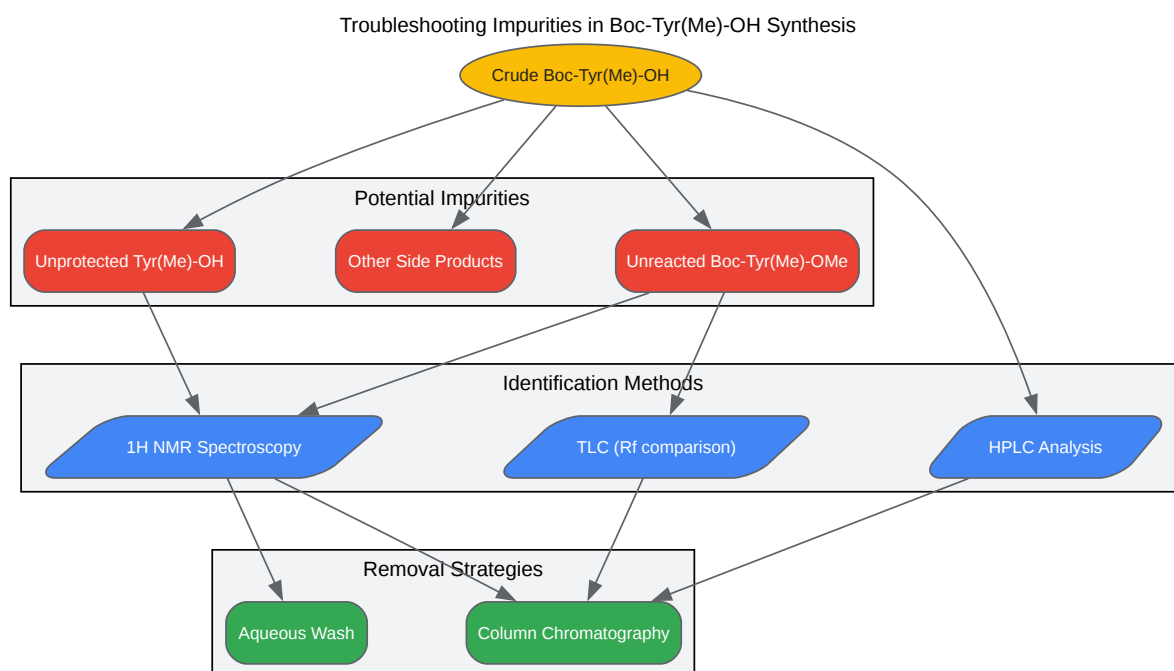 Troubleshooting Impurities in Boc-Tyr(Me)-OH Synthesis
Crude Boc-Tyr(Me)-OH
Potential Impurities
Unprotected Tyr(Me)-OH
Other Side Products
Unreacted Boc-Tyr(Me)-OMe
Identification Methods
1H NMR Spectroscopy
TLC (Rf comparison)
HPLC Analysis
Removal Strategies
Aqueous Wash
Column Chromatography